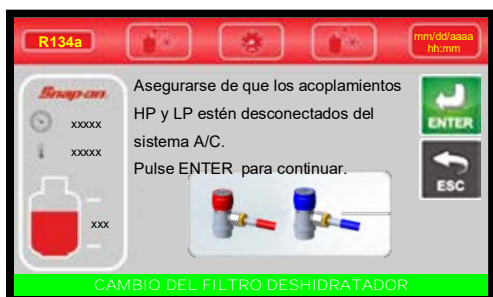 R134a
mm/dd/aaaa
hh:mm
Snap-on
xxxxx
xxxxx
xxx
Asegurarse de que los acoplamientos
HP y LP estén desconectados del
sistema A/C.
Pulse ENTER para continuar.
ENTER
ESC
CAMBIO DEL FILTRO DESHIDRATADOR